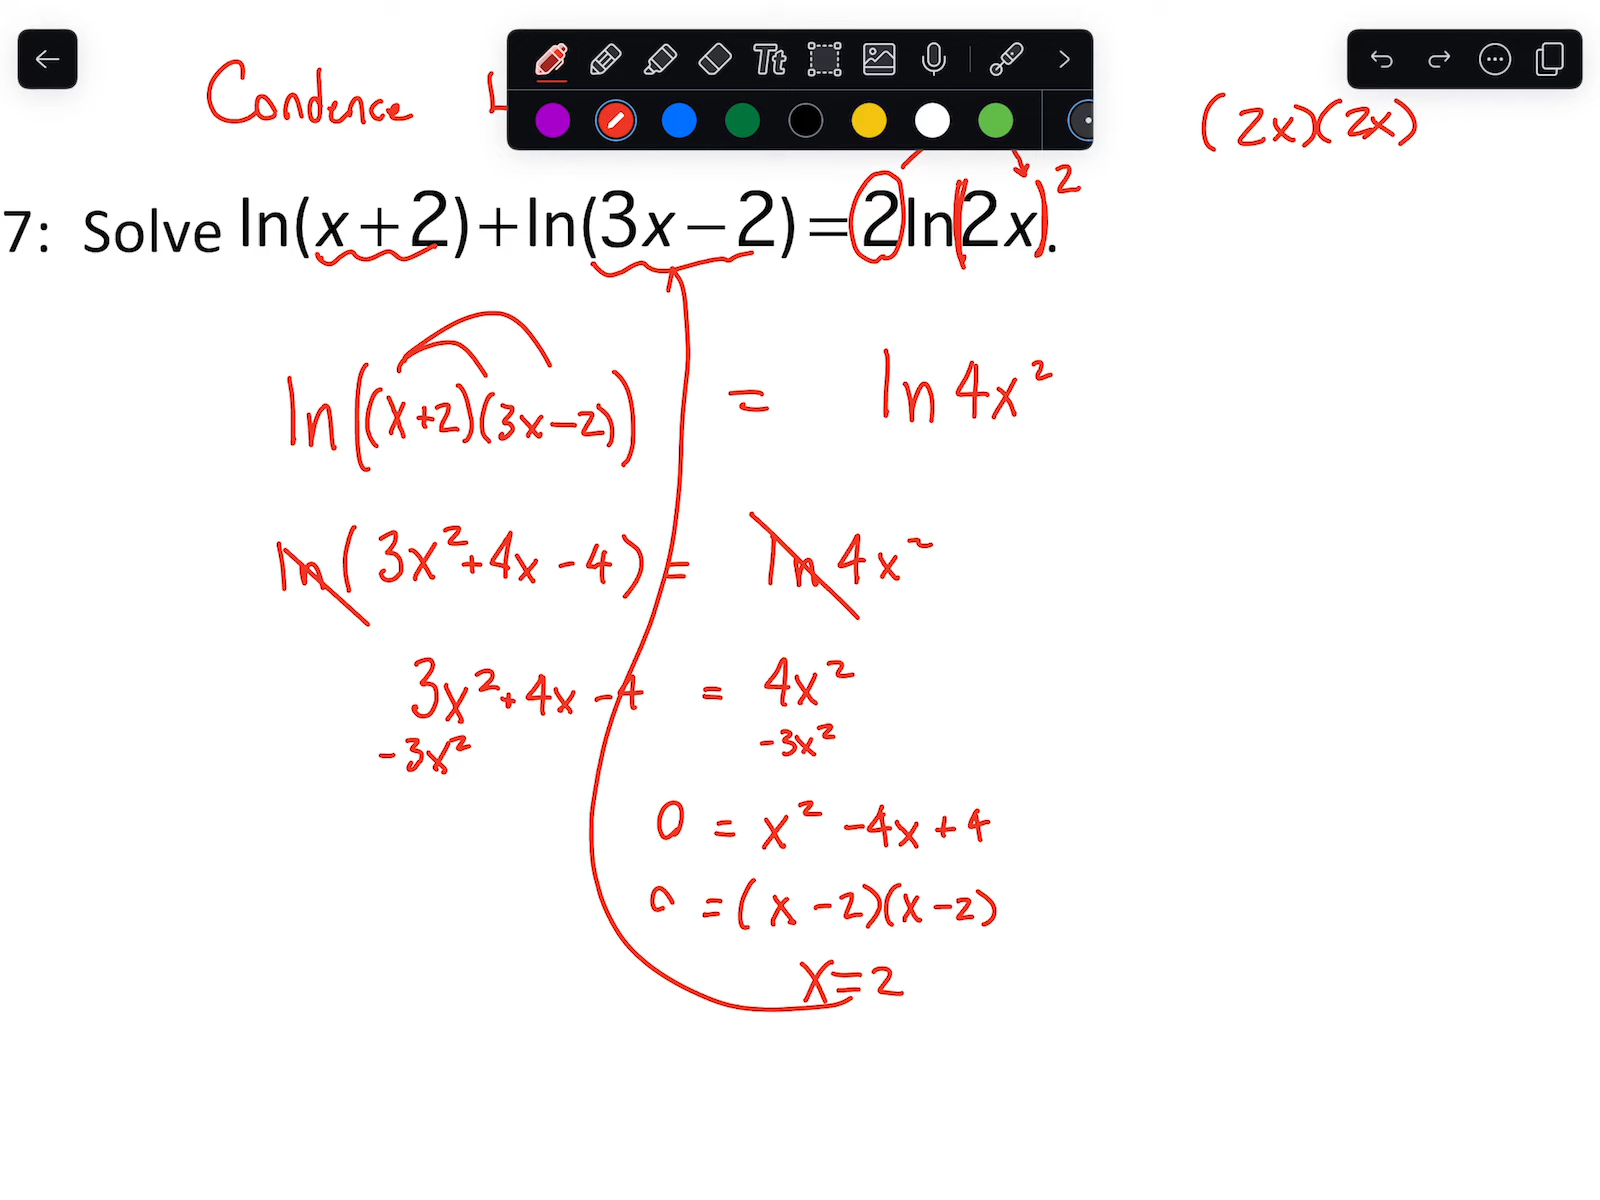 Condence
(2x)(2x)
7: Solve ln(x+2)+ln(3x−2)=2ln(2x)².
ln((x+2)(3x−2)) = ln 4x²
ln(3x²+4x−4) = ln 4x²
3x²+4x−4 = 4x²
-3x² -3x²
0 = x² −4x+4
0 = (x−2)(x−2)
x=2
Tt